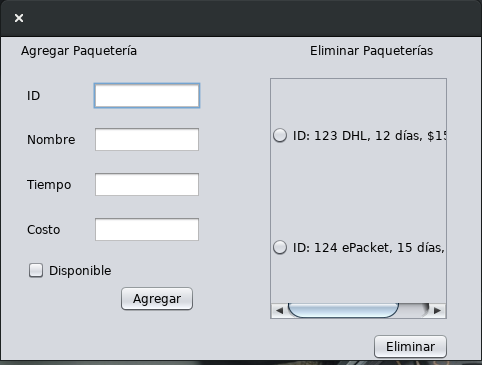 Agregar Paquetería
Eliminar Paqueterías
ID
Nombre
Tiempo
Costo
Disponible
Agregar
ID: 123 DHL, 12 días, $15
ID: 124 ePacket, 15 días,
Eliminar